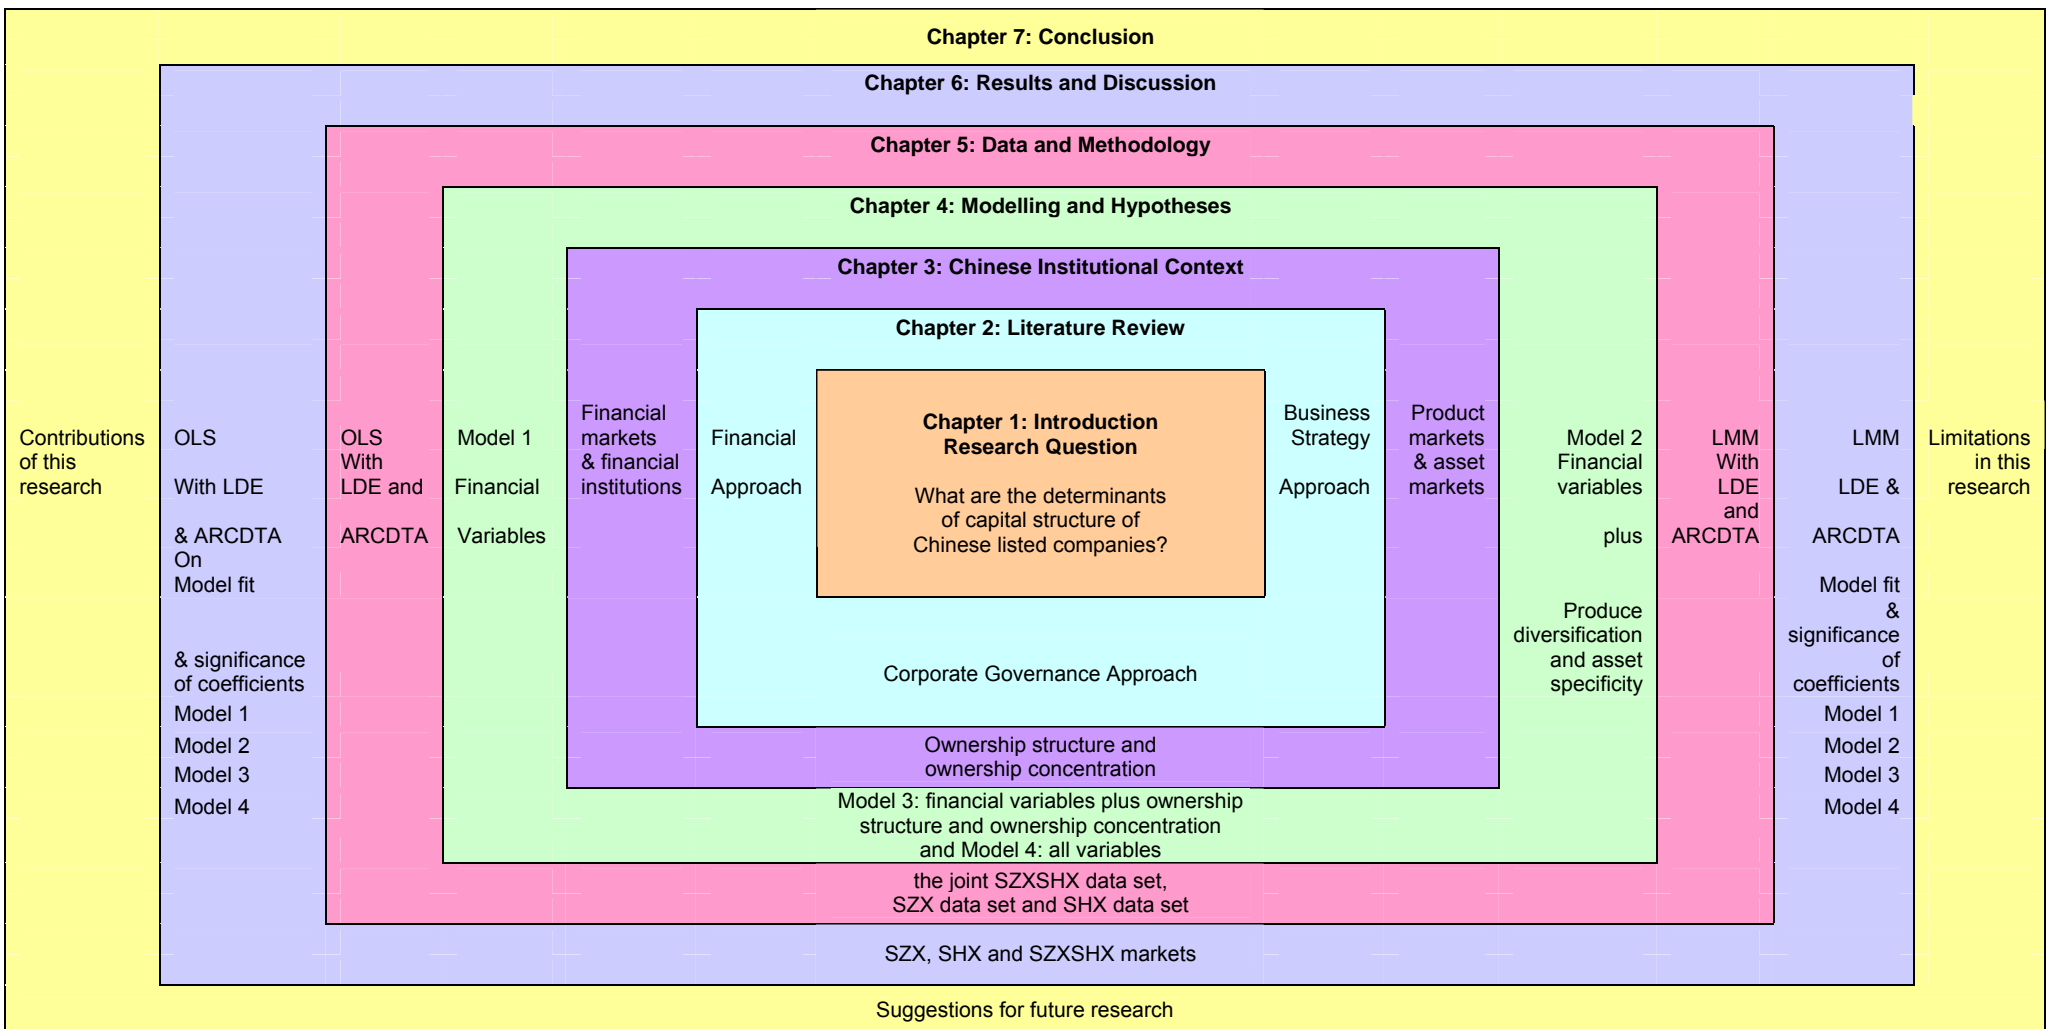 Chapter 7: Conclusion
Chapter 6: Results and Discussion
Chapter 5: Data and Methodology
Chapter 4: Modelling and Hypotheses
Chapter 3: Chinese Institutional Context
Chapter 2: Literature Review
Chapter 1: Introduction
Research Question
What are the determinants
of capital structure of
Chinese listed companies?
Contributions
of this
research
OLS
With LDE
& ARCDTA
On
Model fit
& significance
of coefficients
Model 1
Model 2
Model 3
Model 4
OLS
With
LDE and
ARCDTA
Model 1
Financial
Variables
Financial
markets
& financial
institutions
Financial
Approach
Business
Strategy
Approach
Product
markets
& asset
markets
Model 2
Financial
variables
plus
Produce
diversification
and asset
specificity
LMM
With
LDE
and
ARCDTA
LMM
LDE &
ARCDTA
Model fit
&
significance
of
coefficients
Model 1
Model 2
Model 3
Model 4
Limitations
in this
research
Corporate Governance Approach
Ownership structure and
ownership concentration
Model 3: financial variables plus ownership
structure and ownership concentration
and Model 4: all variables
the joint SZXSHX data set,
SZX data set and SHX data set
SZX, SHX and SZXSHX markets
Suggestions for future research